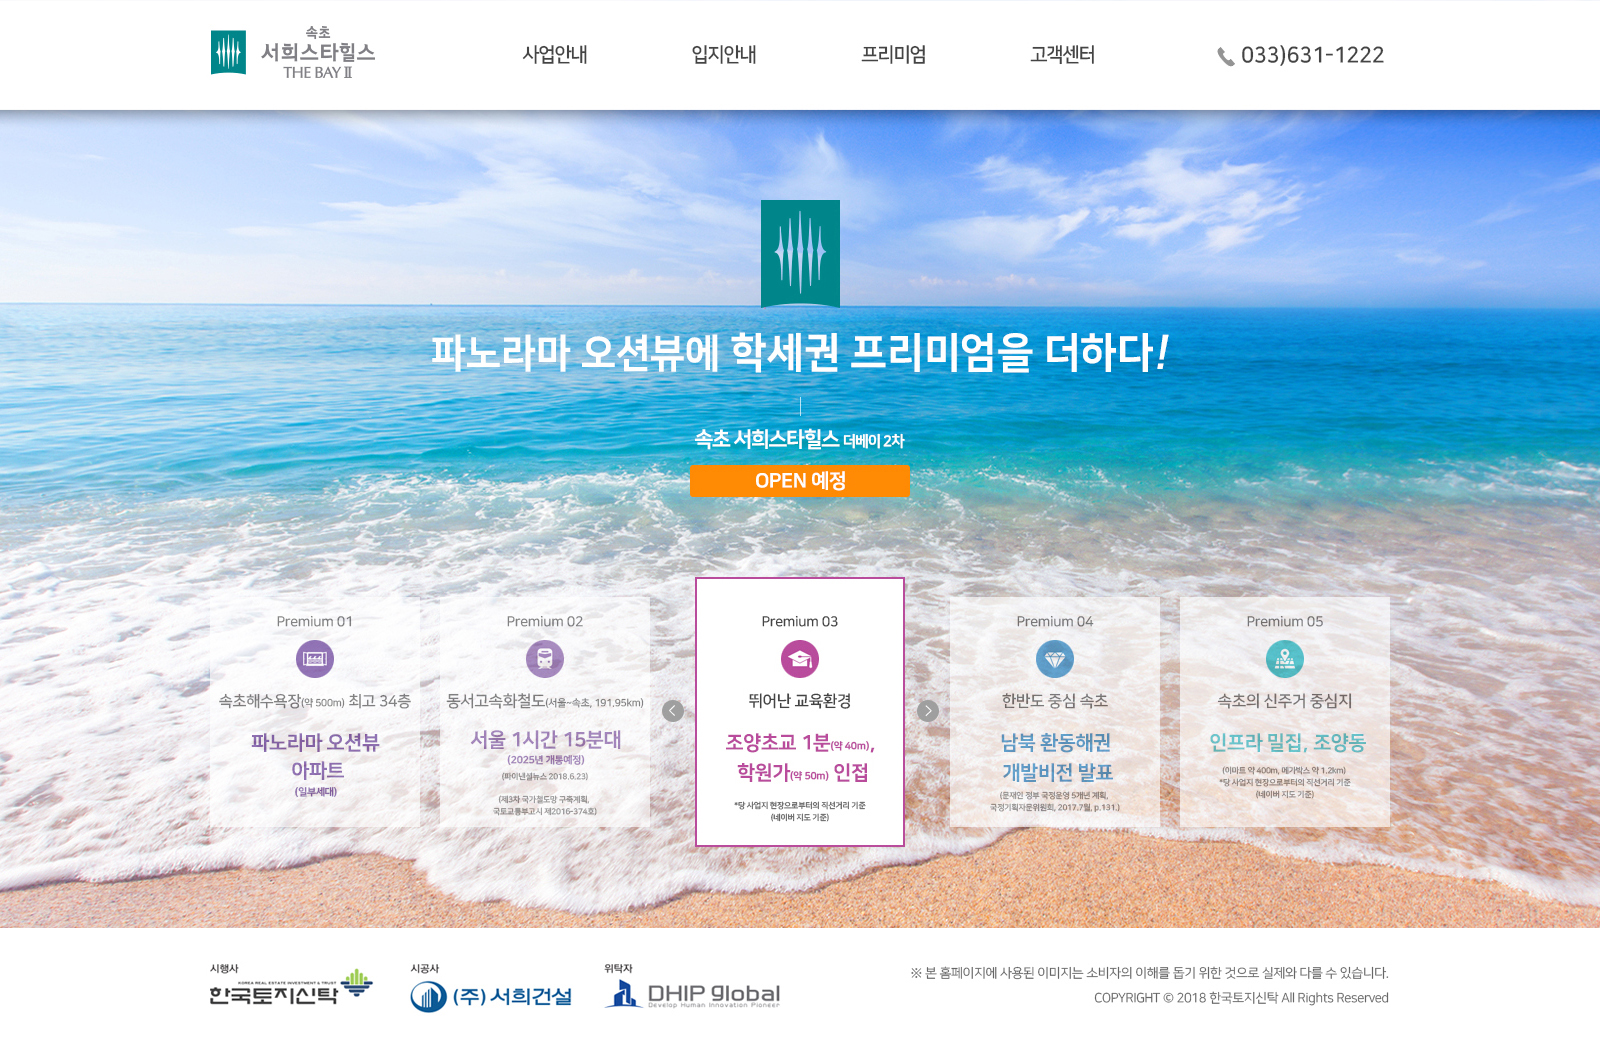 속초
서희스타힐스
THE BAY Ⅱ
사업안내
입지안내
프리미엄
고객센터
033)631-1222
파노라마 오션뷰에 학세권 프리미엄을 더하다!
속초 서희스타힐스 더베이 2차
OPEN 예정
Premium 01
속초해수욕장(약 500m) 최고 34층
파노라마 오션뷰
아파트
(일부세대)
Premium 02
동서고속화철도(서울~속초, 191.95km)
서울 1시간 15분대
(2025년 개통예정)
(파이낸셜뉴스 2018.6.23)
(제3차 국가철도망 구축계획,
국토교통부고시 제2016-374호)
Premium 03
뛰어난 교육환경
조양초교 1분(약 40m),
학원가(약 50m) 인접
*당 사업지 현장으로부터의 직선거리 기준
(네이버 지도 기준)
Premium 04
한반도 중심 속초
남북 환동해권
개발비전 발표
(문재인 정부 국정운영 5개년 계획,
국정기획자문위원회, 2017.7월, p.131.)
Premium 05
속초의 신주거 중심지
인프라 밀집, 조양동
(이마트 약 400m, 메가박스 약 1.2km)
*당 사업지 현장으로부터의 직선거리 기준
(네이버 지도 기준)
시행사
KOREA REAL ESTATE INVESTMENT & TRUST
한국토지신탁
시공사
(주) 서희건설
위탁자
DHIP global
Develop Human Innovation Pioneer
※ 본 홈페이지에 사용된 이미지는 소비자의 이해를 돕기 위한 것으로 실제와 다를 수 있습니다.
COPYRIGHT © 2018 한국토지신탁 All Rights Reserved